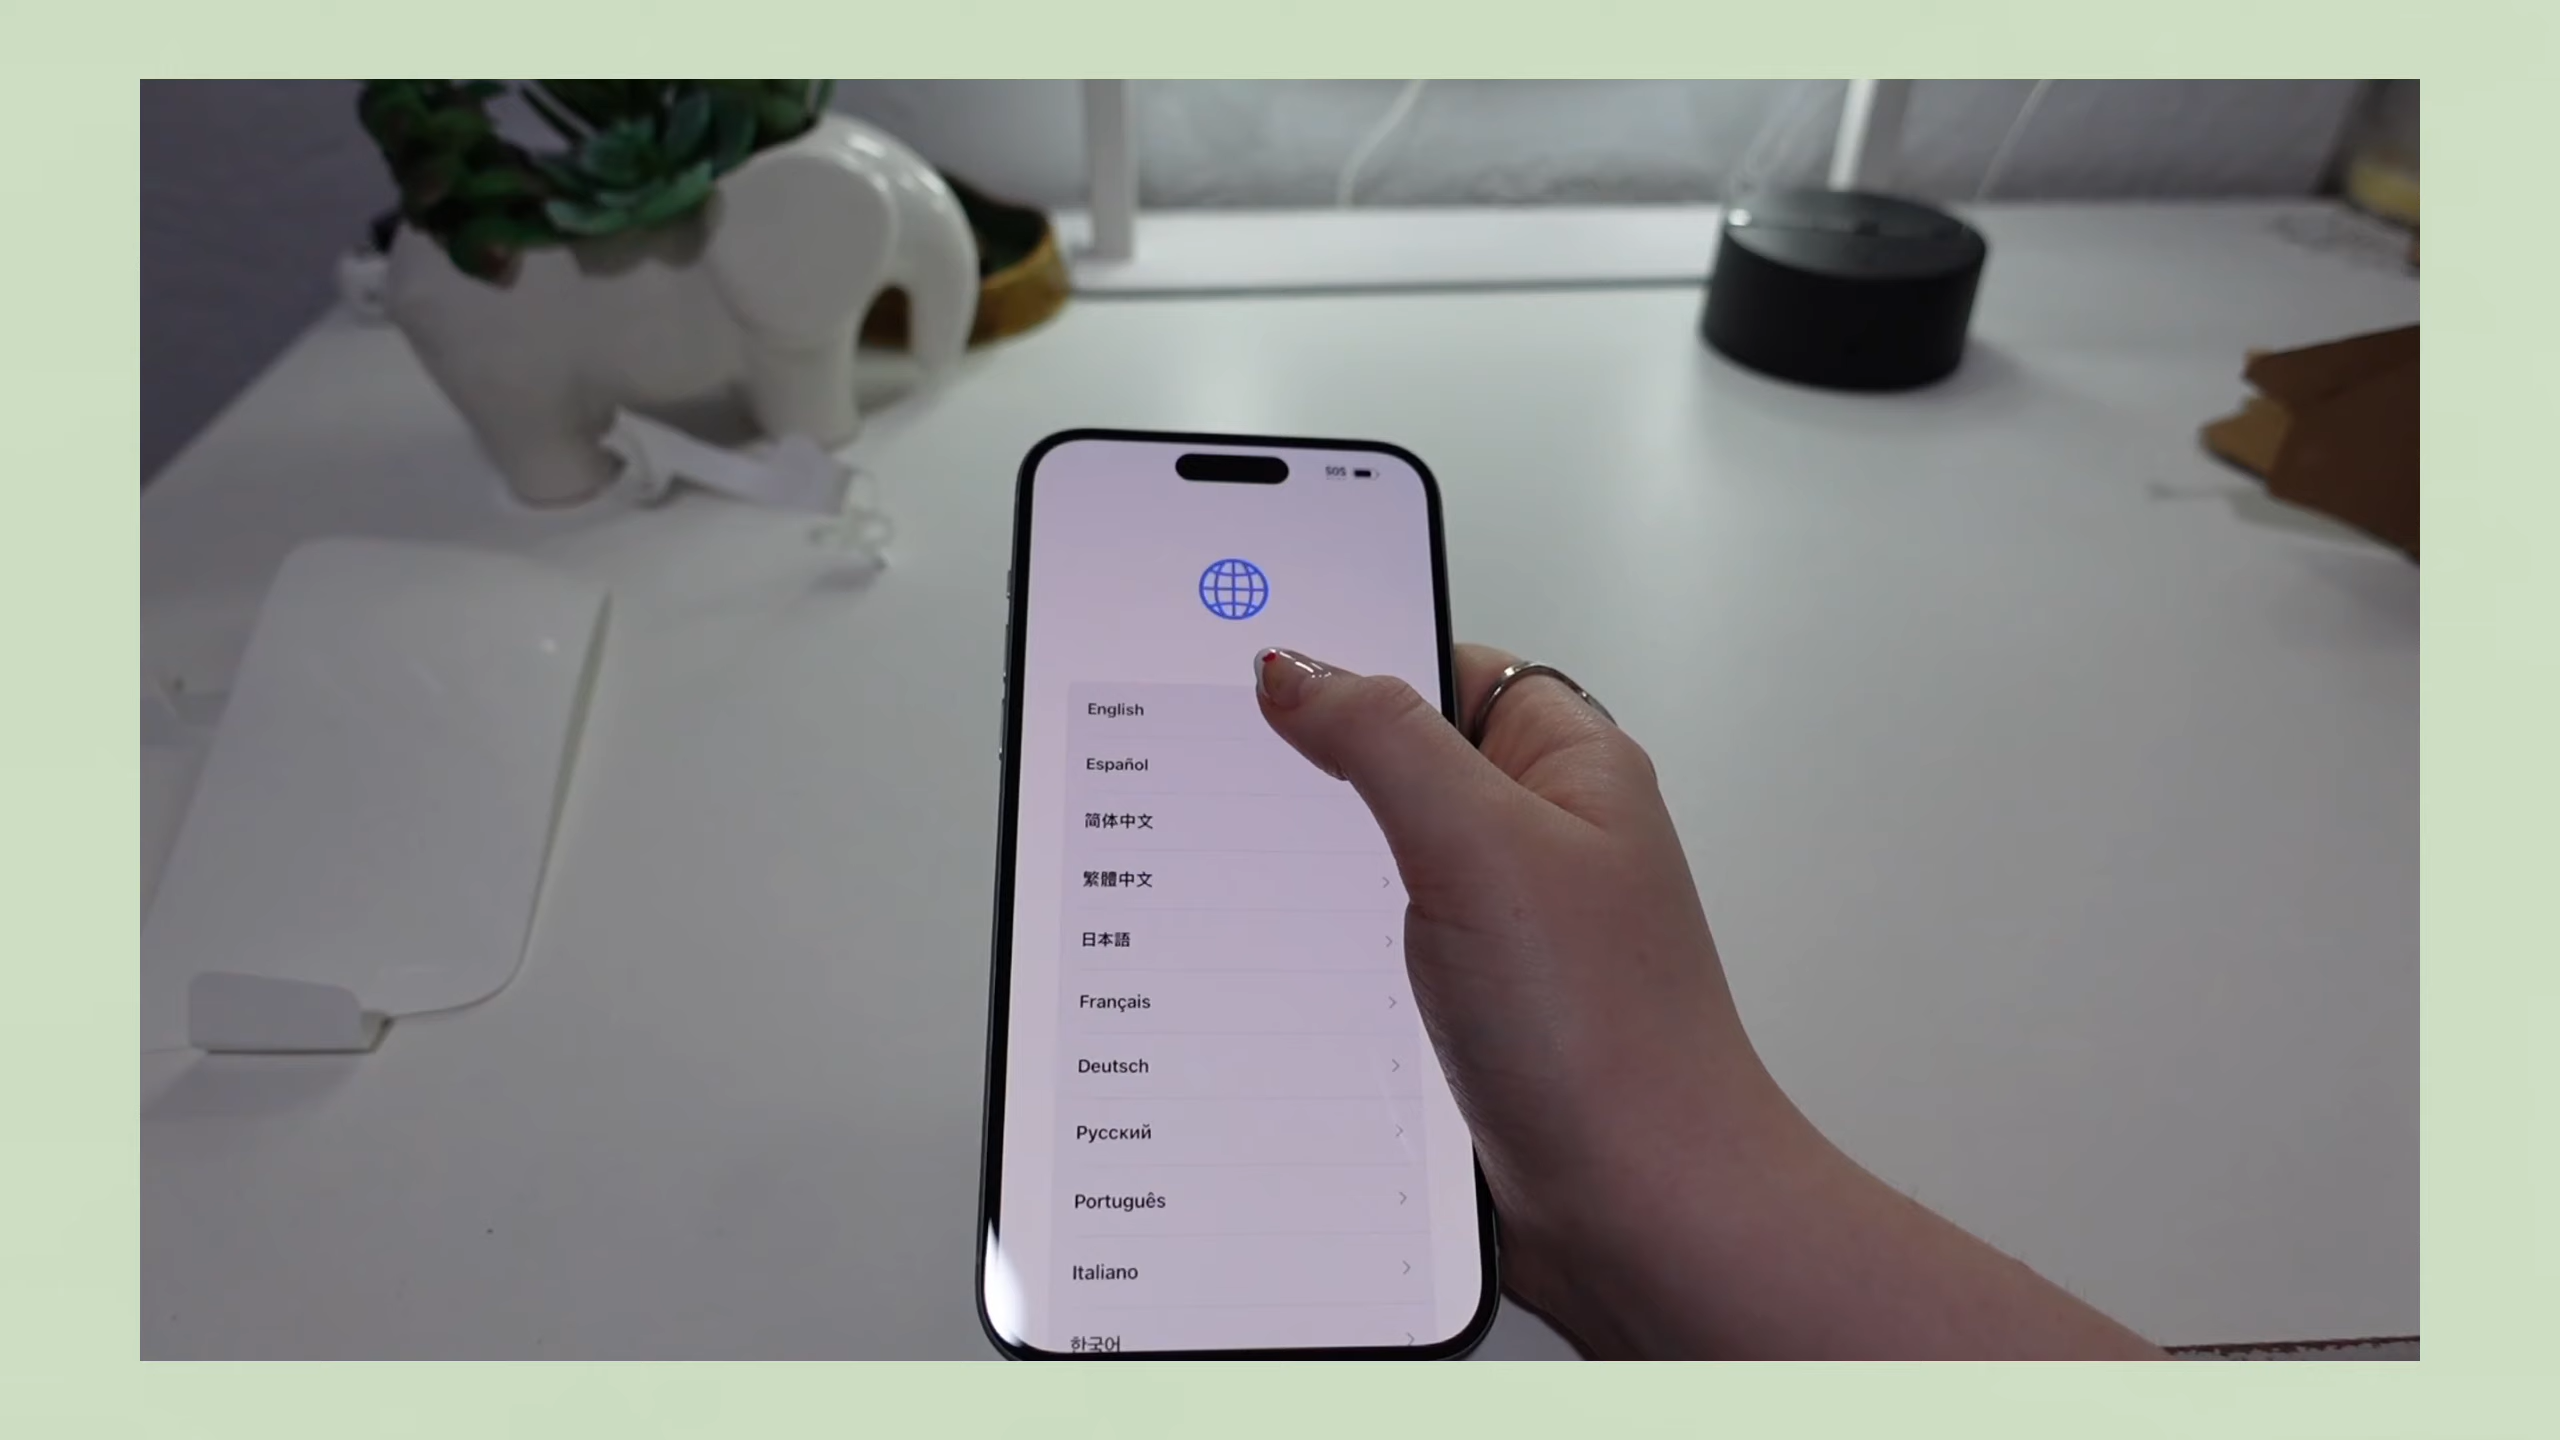 SOS
English
Español
简体中文
繁體中文
日本語
Français
Deutsch
Русский
Português
Italiano
한국어